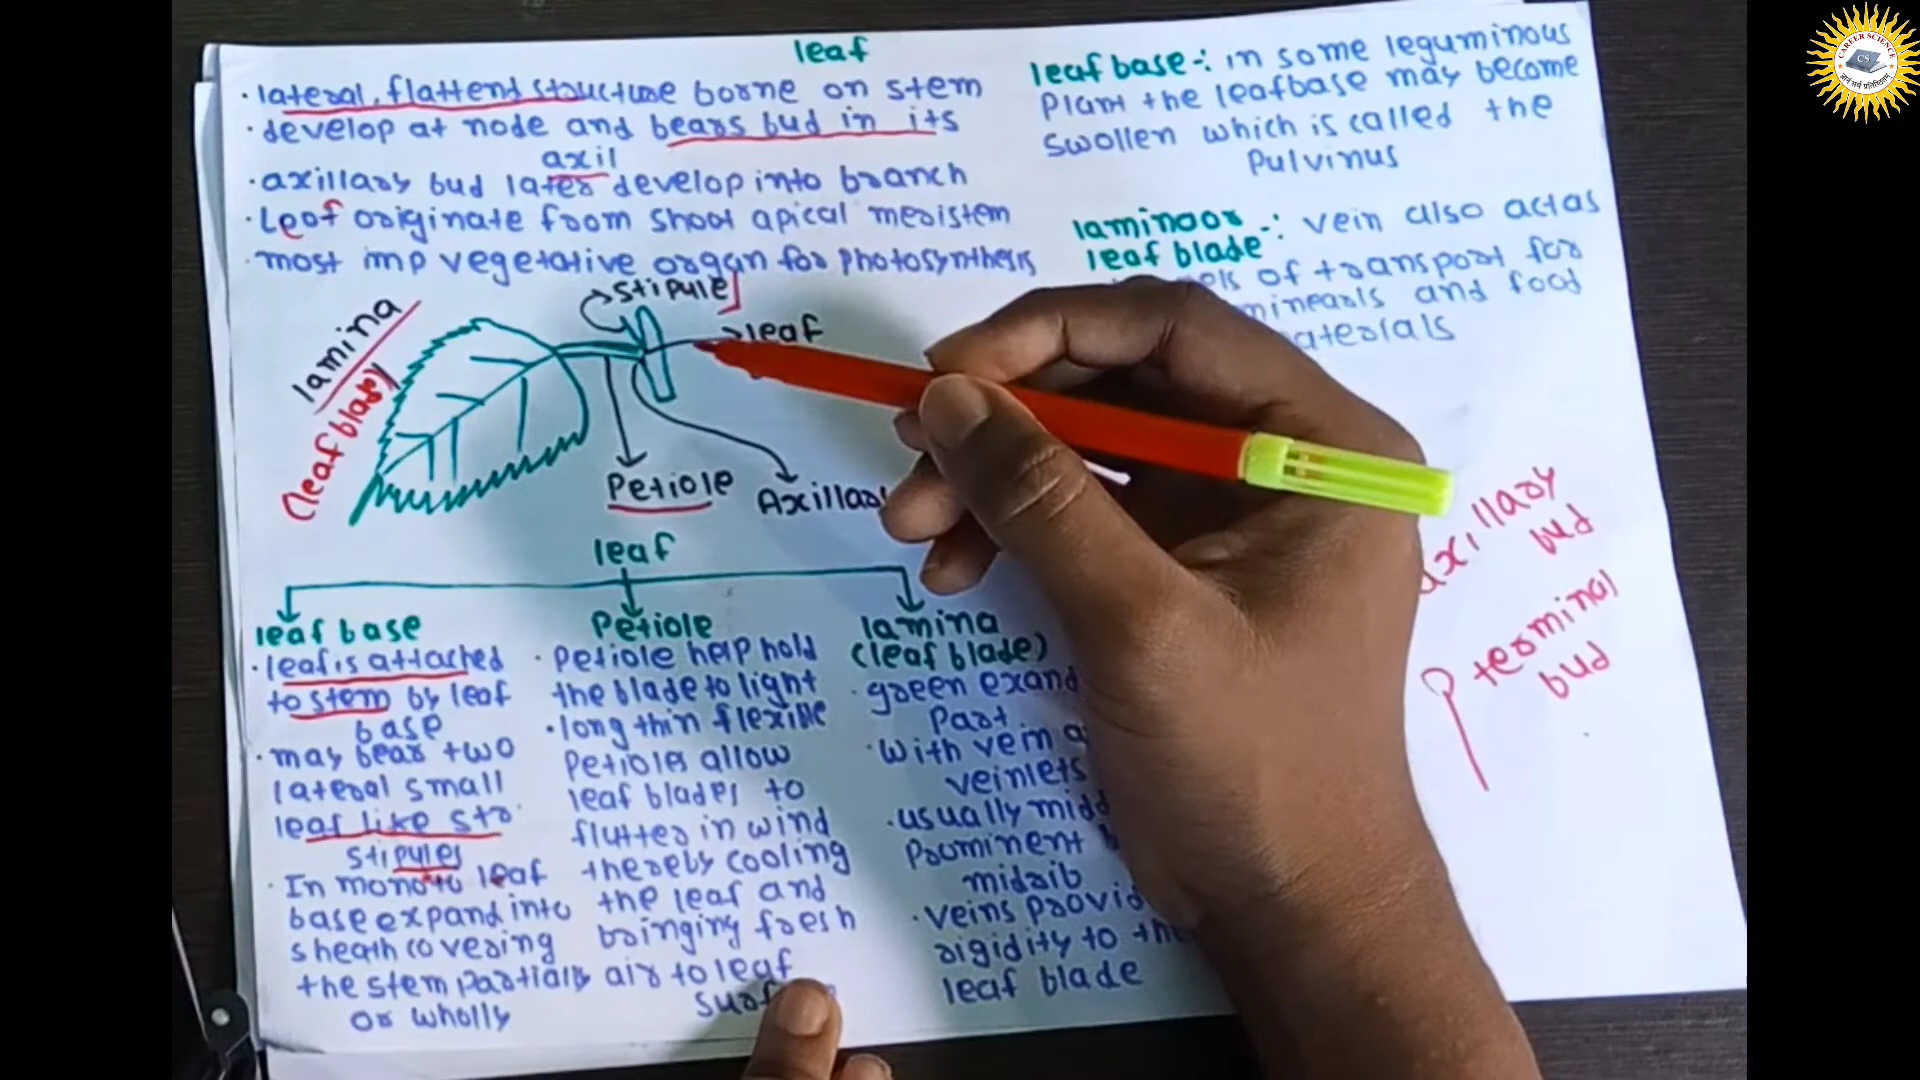 leaf
· lateral, flattend structure borne on stem
· develop at node and bears bud in its
axil
· axillary bud later develop into branch
· Leaf originate from shoot apical meristem
· most imp vegetative organ for photosynthesis
stipule
leaf
lamina
(leaf blade)
Petiole
Axillary
leaf
leaf base
· leaf is attached
to stem by leaf
base
· may bear two
lateral small
leaf like str
stipules
· In monoto leaf
base expand into
sheath covering
the stem partially
or wholly
Petiole
· petiole help hold
the blade to light
· long thin flexible
petioles allow
leaf blades to
flutter in wind
thereby cooling
the leaf and
bringing fresh
air to leaf
lamina
(leaf blade)
· green exand
Part
· With vein
veinlets
· usually midd
prominent
midrib
· veins provid
rigidity to the
leaf blade
leaf base -: in some leguminous
Plant the leafbase may become
swollen which is called the
Pulvinus
laminoor
leaf blade -: vein also act as
of transport for
minearls and food
materials
axillary
bud
terminal
bud
CAREER SCIENCE
CS